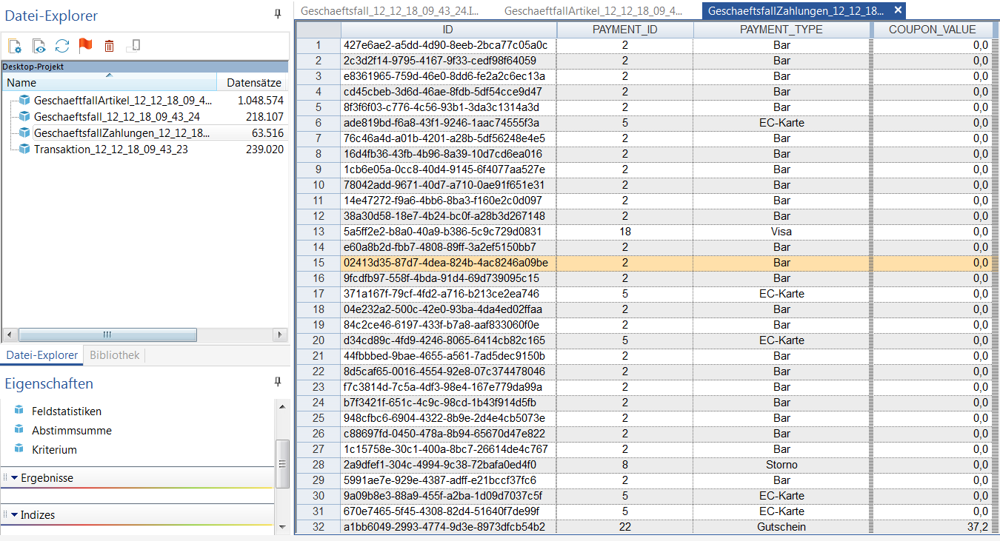 Datei-Explorer
Desktop-Projekt
Name Datensätze
GeschaeftfallArtikel_12_12_18_09_4... 1.048.574
Geschaeftsfall_12_12_18_09_43_24 218.107
GeschaeftsfallZahlungen_12_12_18... 63.516
Transaktion_12_12_18_09_43_23 239.020
Datei-Explorer Bibliothek
Eigenschaften
Feldstatistiken
Abstimmsumme
Kriterium
Ergebnisse
Indizes
Geschaeftsfall_12_12_18_09_43_24.I... GeschaeftfallArtikel_12_12_18_09_4... GeschaeftsfallZahlungen_12_12_18...
ID PAYMENT_ID PAYMENT_TYPE COUPON_VALUE
1 427e6ae2-a5dd-4d90-8eeb-2bca77c05a0c 2 Bar 0,0
2 2c3d2f14-9795-4167-9f33-cedf98f64059 2 Bar 0,0
3 e8361965-759d-46e0-8dd6-fe2a2c6ec13a 2 Bar 0,0
4 cd45cbeb-3d6d-46ae-8fdb-5df54cce9d47 2 Bar 0,0
5 8f3f6f03-c776-4c56-93b1-3da3c1314a3d 2 Bar 0,0
6 ade819bd-f6a8-43f1-9246-1aac74555f3a 5 EC-Karte 0,0
7 76c46a4d-a01b-4201-a28b-5df56248e4e5 2 Bar 0,0
8 16d4fb36-43fb-4b96-8a39-10d7cd6ea016 2 Bar 0,0
9 1cb6e05a-0cc8-40d4-9145-6f4077aa527e 2 Bar 0,0
10 78042add-9671-40d7-a710-0ae91f651e31 2 Bar 0,0
11 14e47272-f9a6-4bb6-8ba3-f160e2c0d097 2 Bar 0,0
12 38a30d58-18e7-4b24-bc0f-a28b3d267148 2 Bar 0,0
13 5a5ff2e2-b8a0-40a9-b386-5c9c729d0831 18 Visa 0,0
14 e60a8b2d-fbb7-4808-89ff-3a2ef5150bb7 2 Bar 0,0
15 02413d35-87d7-4dea-824b-4ac8246a09be 2 Bar 0,0
16 9fcdfb97-558f-4bda-91d4-69d739095c15 2 Bar 0,0
17 371a167f-79cf-4fd2-a716-b213ce2ea746 5 EC-Karte 0,0
18 04e232a2-500c-42e0-93ba-4da4ed02ffaa 2 Bar 0,0
19 84c2ce46-6197-433f-b7a8-aaf833060f0e 2 Bar 0,0
20 d34cd89c-4fd9-4246-8065-6414cb82c165 5 EC-Karte 0,0
21 44fbbbed-9bae-4655-a561-7ad5dec9150b 2 Bar 0,0
22 8d5caf65-0016-4554-92e8-07c374478046 2 Bar 0,0
23 f7c3814d-7c5a-4df3-98e4-167e779da99a 2 Bar 0,0
24 b7f3421f-651c-4c9c-98cd-1b43f914d5fb 2 Bar 0,0
25 948cfbc6-6904-4322-8b9e-2d4e4cb5073e 2 Bar 0,0
26 c88697fd-0450-478a-8b94-65670d47e822 2 Bar 0,0
27 1c15758e-30c1-400a-8bc7-26614de4c767 2 Bar 0,0
28 2a9dfef1-304c-4994-9c38-72bafa0ed4f0 8 Storno 0,0
29 5991ae7e-929e-4387-adff-e21bccf37fc6 2 Bar 0,0
30 9a09b8e3-88a9-455f-a2ba-1d09d7037c5f 5 EC-Karte 0,0
31 670e7465-5f45-4308-82d4-51640f7de99f 5 EC-Karte 0,0
32 a1bb6049-2993-4774-9d3e-8973dfcb54b2 22 Gutschein 37,2